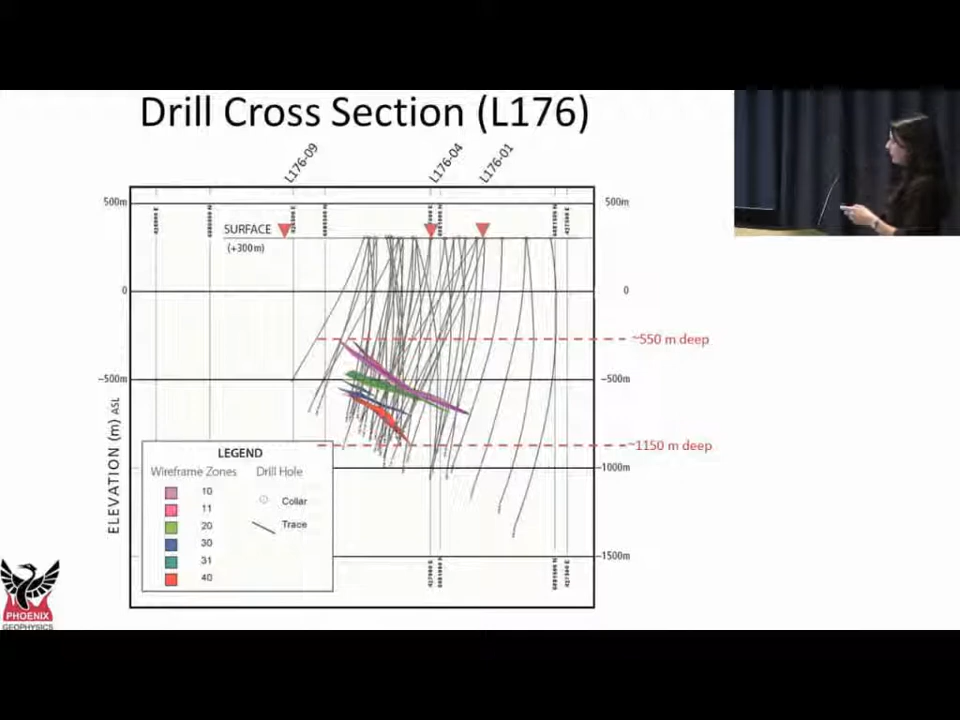 Drill Cross Section (L176)
L176-09
L176-04
L176-01
500m
500m
SURFACE
(+300m)
0
0
~550 m deep
-500m
-500m
ELEVATION (m) ASL
~1150 m deep
LEGEND
Wireframe Zones
Drill Hole
10
Collar
11
20
Trace
30
31
40
-1000m
-1500m
PHOENIX
GEOPHYSICS